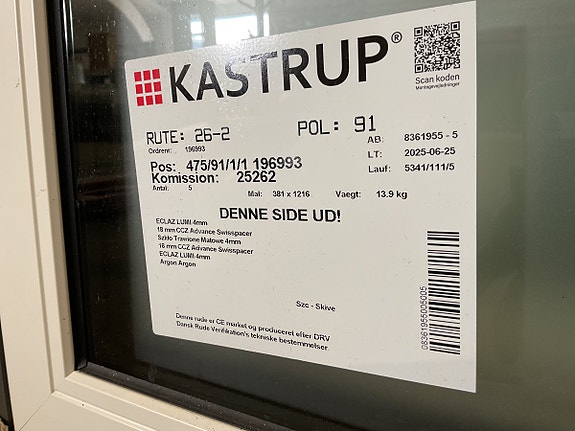 KASTRUP®
Scan koden
Montagevejledninger
RUTE: 26-2 POL: 91
Ordrenr: 196993
AB: 8361955 - 5
LT: 2025-06-25
Lauf: 5341/111/5
Pos: 475/91/1/1 196993
Komission: 25262
Antal: 5 Mål: 381 x 1216 Vaegt: 13.9 kg
DENNE SIDE UD!
ECLAZ LUMI 4mm
18 mm CCZ Advance Swisspacer
Szkło Trawione Matowe 4mm
18 mm CCZ Advance Swisspacer
ECLAZ LUMI 4mm
Argon Argon
Szc - Skive
Denne rude er CE market og produceret efter DRV
Dansk Rude Verifikation's tekniske bestemmelser
08361955005005